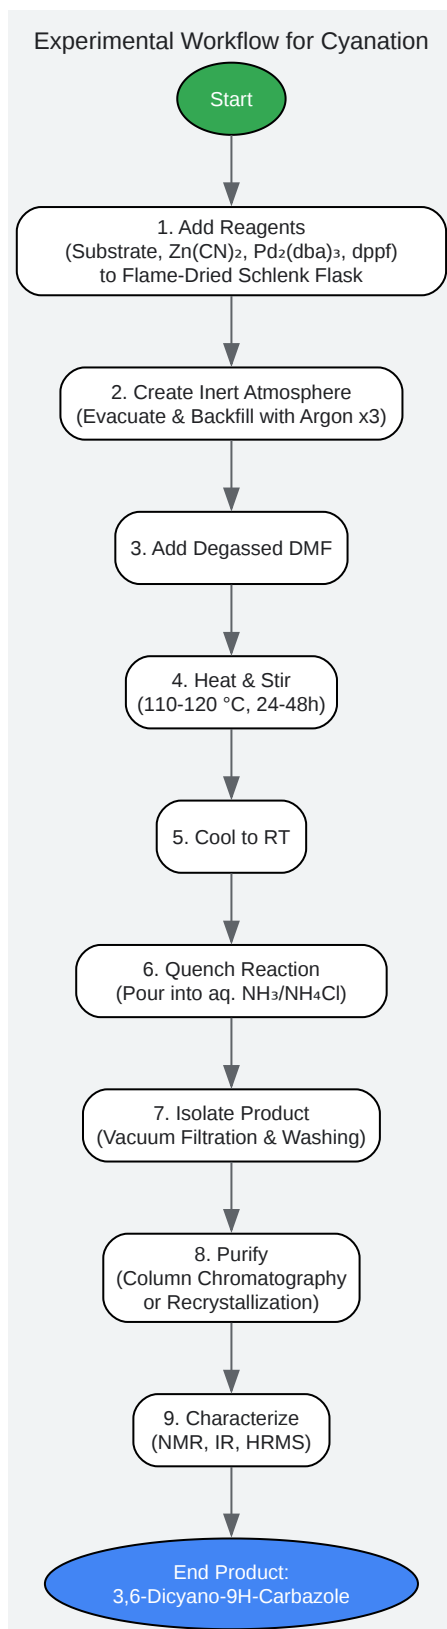 Experimental Workflow for Cyanation
Start
1. Add Reagents
(Substrate, Zn(CN)₂, Pd₂(dba)₃, dppf)
to Flame-Dried Schlenk Flask
2. Create Inert Atmosphere
(Evacuate & Backfill with Argon x3)
3. Add Degassed DMF
4. Heat & Stir
(110-120 °C, 24-48h)
5. Cool to RT
6. Quench Reaction
(Pour into aq. NH₃/NH₄Cl)
7. Isolate Product
(Vacuum Filtration & Washing)
8. Purify
(Column Chromatography
or Recrystallization)
9. Characterize
(NMR, IR, HRMS)
End Product:
3,6-Dicyano-9H-Carbazole